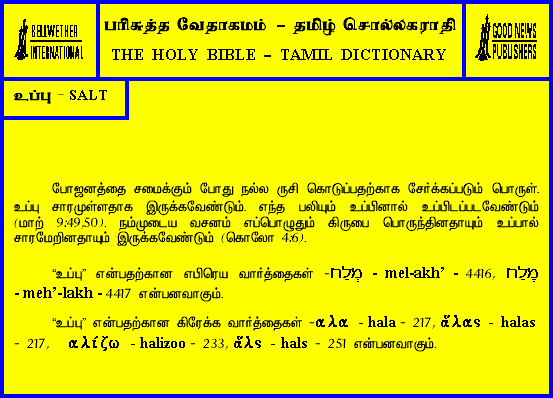 BELLWETHER
INTERNATIONAL
பரிசுத்த வேதாகமம் – தமிழ் சொல்லகராதி
THE HOLY BIBLE – TAMIL DICTIONARY
GOOD NEWS
PUBLISHERS
உப்பு - SALT
போஜனத்தை சமைக்கும் போது நல்ல ருசி கொடுப்பதற்காக சேர்க்கப்படும் பொருள்.
உப்பு சாரமுள்ளதாக இருக்கவேண்டும். எந்த பலியும் உப்பினால் உப்பிடப்படவேண்டும்
(மாற் 9:49,50). நம்முடைய வசனம் எப்பொழுதும் கிருபை பொருந்தினதாயும் உப்பால்
சாரமேறினதாயும் இருக்கவேண்டும் (கொலோ 4:6).
“உப்பு” என்பதற்கான எபிரெய வார்த்தைகள் -מָלַח - mel-akh’ - 4416, מֶלַח
- meh’-lakh - 4417 என்பனவாகும்.
“உப்பு” என்பதற்கான கிரேக்க வார்த்தைகள் -αλα - hala - 217, ἅλας - halas
- 217, αλίζω - halizoo - 233, ἅλς - hals - 251 என்பனவாகும்.